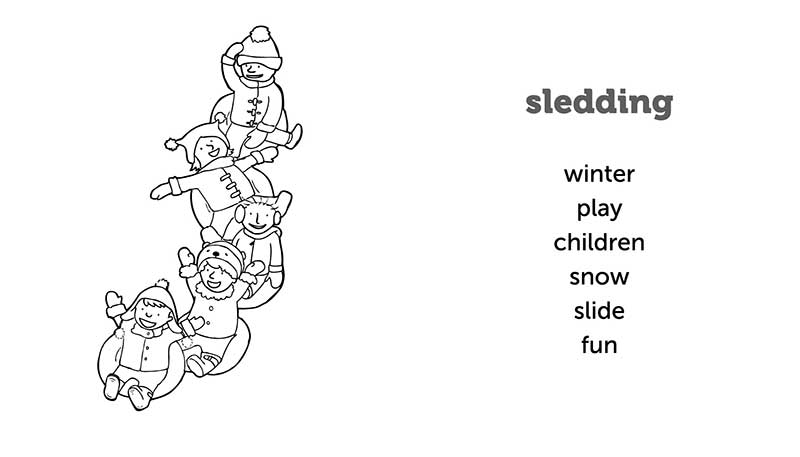 sledding
winter
play
children
snow
slide
fun